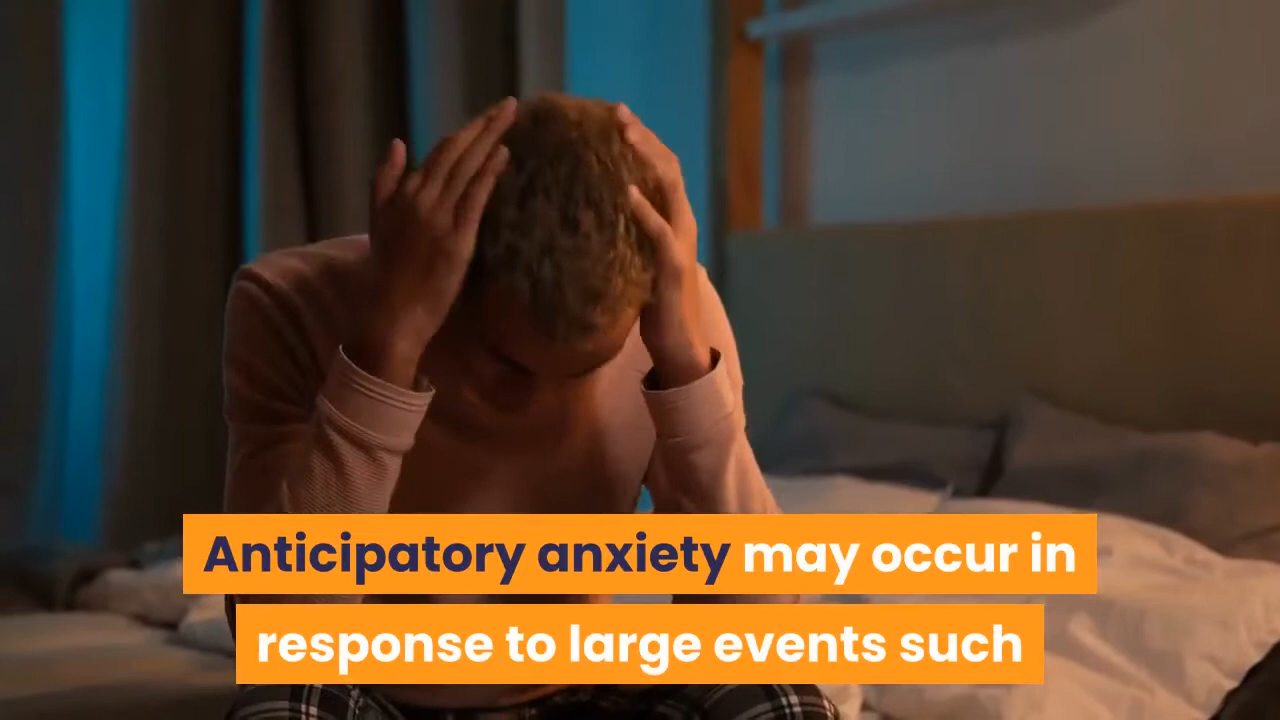 Anticipatory anxiety may occur in
response to large events such